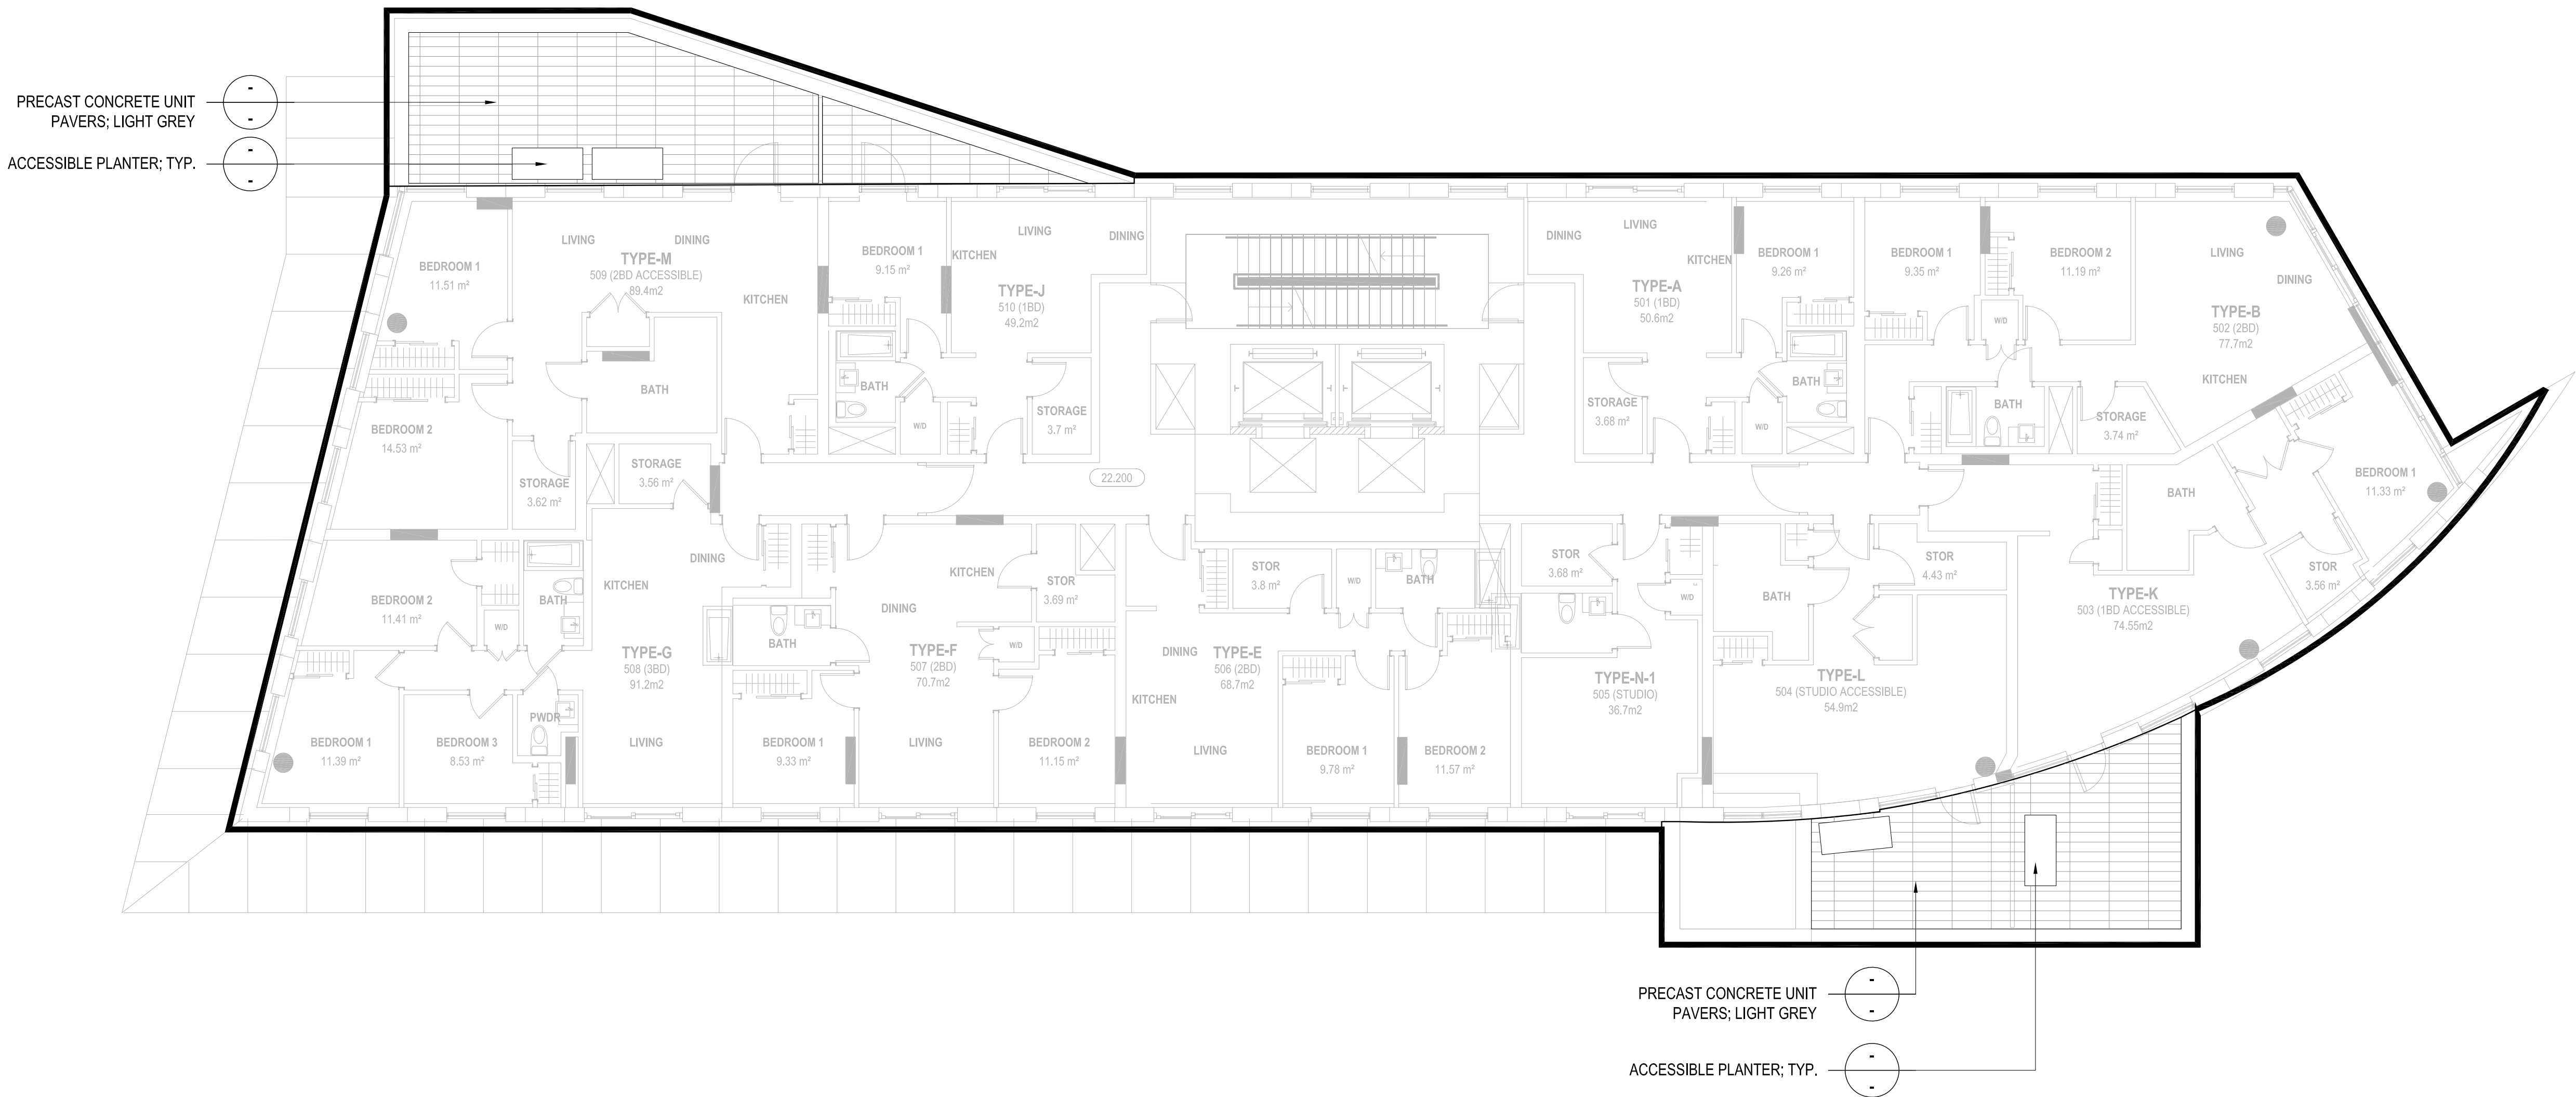 PRECAST CONCRETE UNIT
PAVERS; LIGHT GREY
-
-
ACCESSIBLE PLANTER; TYP.
-
-
BEDROOM 1
11.51 m²
LIVING
DINING
TYPE-M
509 (2BD ACCESSIBLE)
89.4m2
KITCHEN
BATH
BEDROOM 2
14.53 m²
STORAGE
3.62 m²
BEDROOM 1
9.15 m²
LIVING
DINING
KITCHEN
TYPE-J
510 (1BD)
49.2m2
BATH
W/D
STORAGE
3.7 m²
STORAGE
3.56 m²
22.200
DINING
LIVING
KITCHEN
TYPE-A
501 (1BD)
50.6m2
BEDROOM 1
9.26 m²
BATH
STORAGE
3.68 m²
W/D
BEDROOM 1
9.35 m²
W/D
BEDROOM 2
11.19 m²
LIVING
DINING
TYPE-B
502 (2BD)
77.7m2
KITCHEN
BATH
STORAGE
3.74 m²
BATH
BEDROOM 1
11.33 m²
STOR
3.56 m²
TYPE-K
503 (1BD ACCESSIBLE)
74.55m2
BEDROOM 2
11.41 m²
W/D
BATH
DINING
KITCHEN
TYPE-G
508 (3BD)
91.2m2
LIVING
BEDROOM 1
11.39 m²
BEDROOM 3
8.53 m²
PWDR
BATH
KITCHEN
DINING
STOR
3.69 m²
TYPE-F
507 (2BD)
70.7m2
W/D
BEDROOM 1
9.33 m²
LIVING
BEDROOM 2
11.15 m²
STOR
3.8 m²
W/D
BATH
DINING
TYPE-E
506 (2BD)
68.7m2
KITCHEN
LIVING
BEDROOM 1
9.78 m²
BEDROOM 2
11.57 m²
STOR
3.68 m²
W/D
TYPE-N-1
505 (STUDIO)
36.7m2
BATH
STOR
4.43 m²
TYPE-L
504 (STUDIO ACCESSIBLE)
54.9m2
PRECAST CONCRETE UNIT
PAVERS; LIGHT GREY
-
-
ACCESSIBLE PLANTER; TYP.
-
-